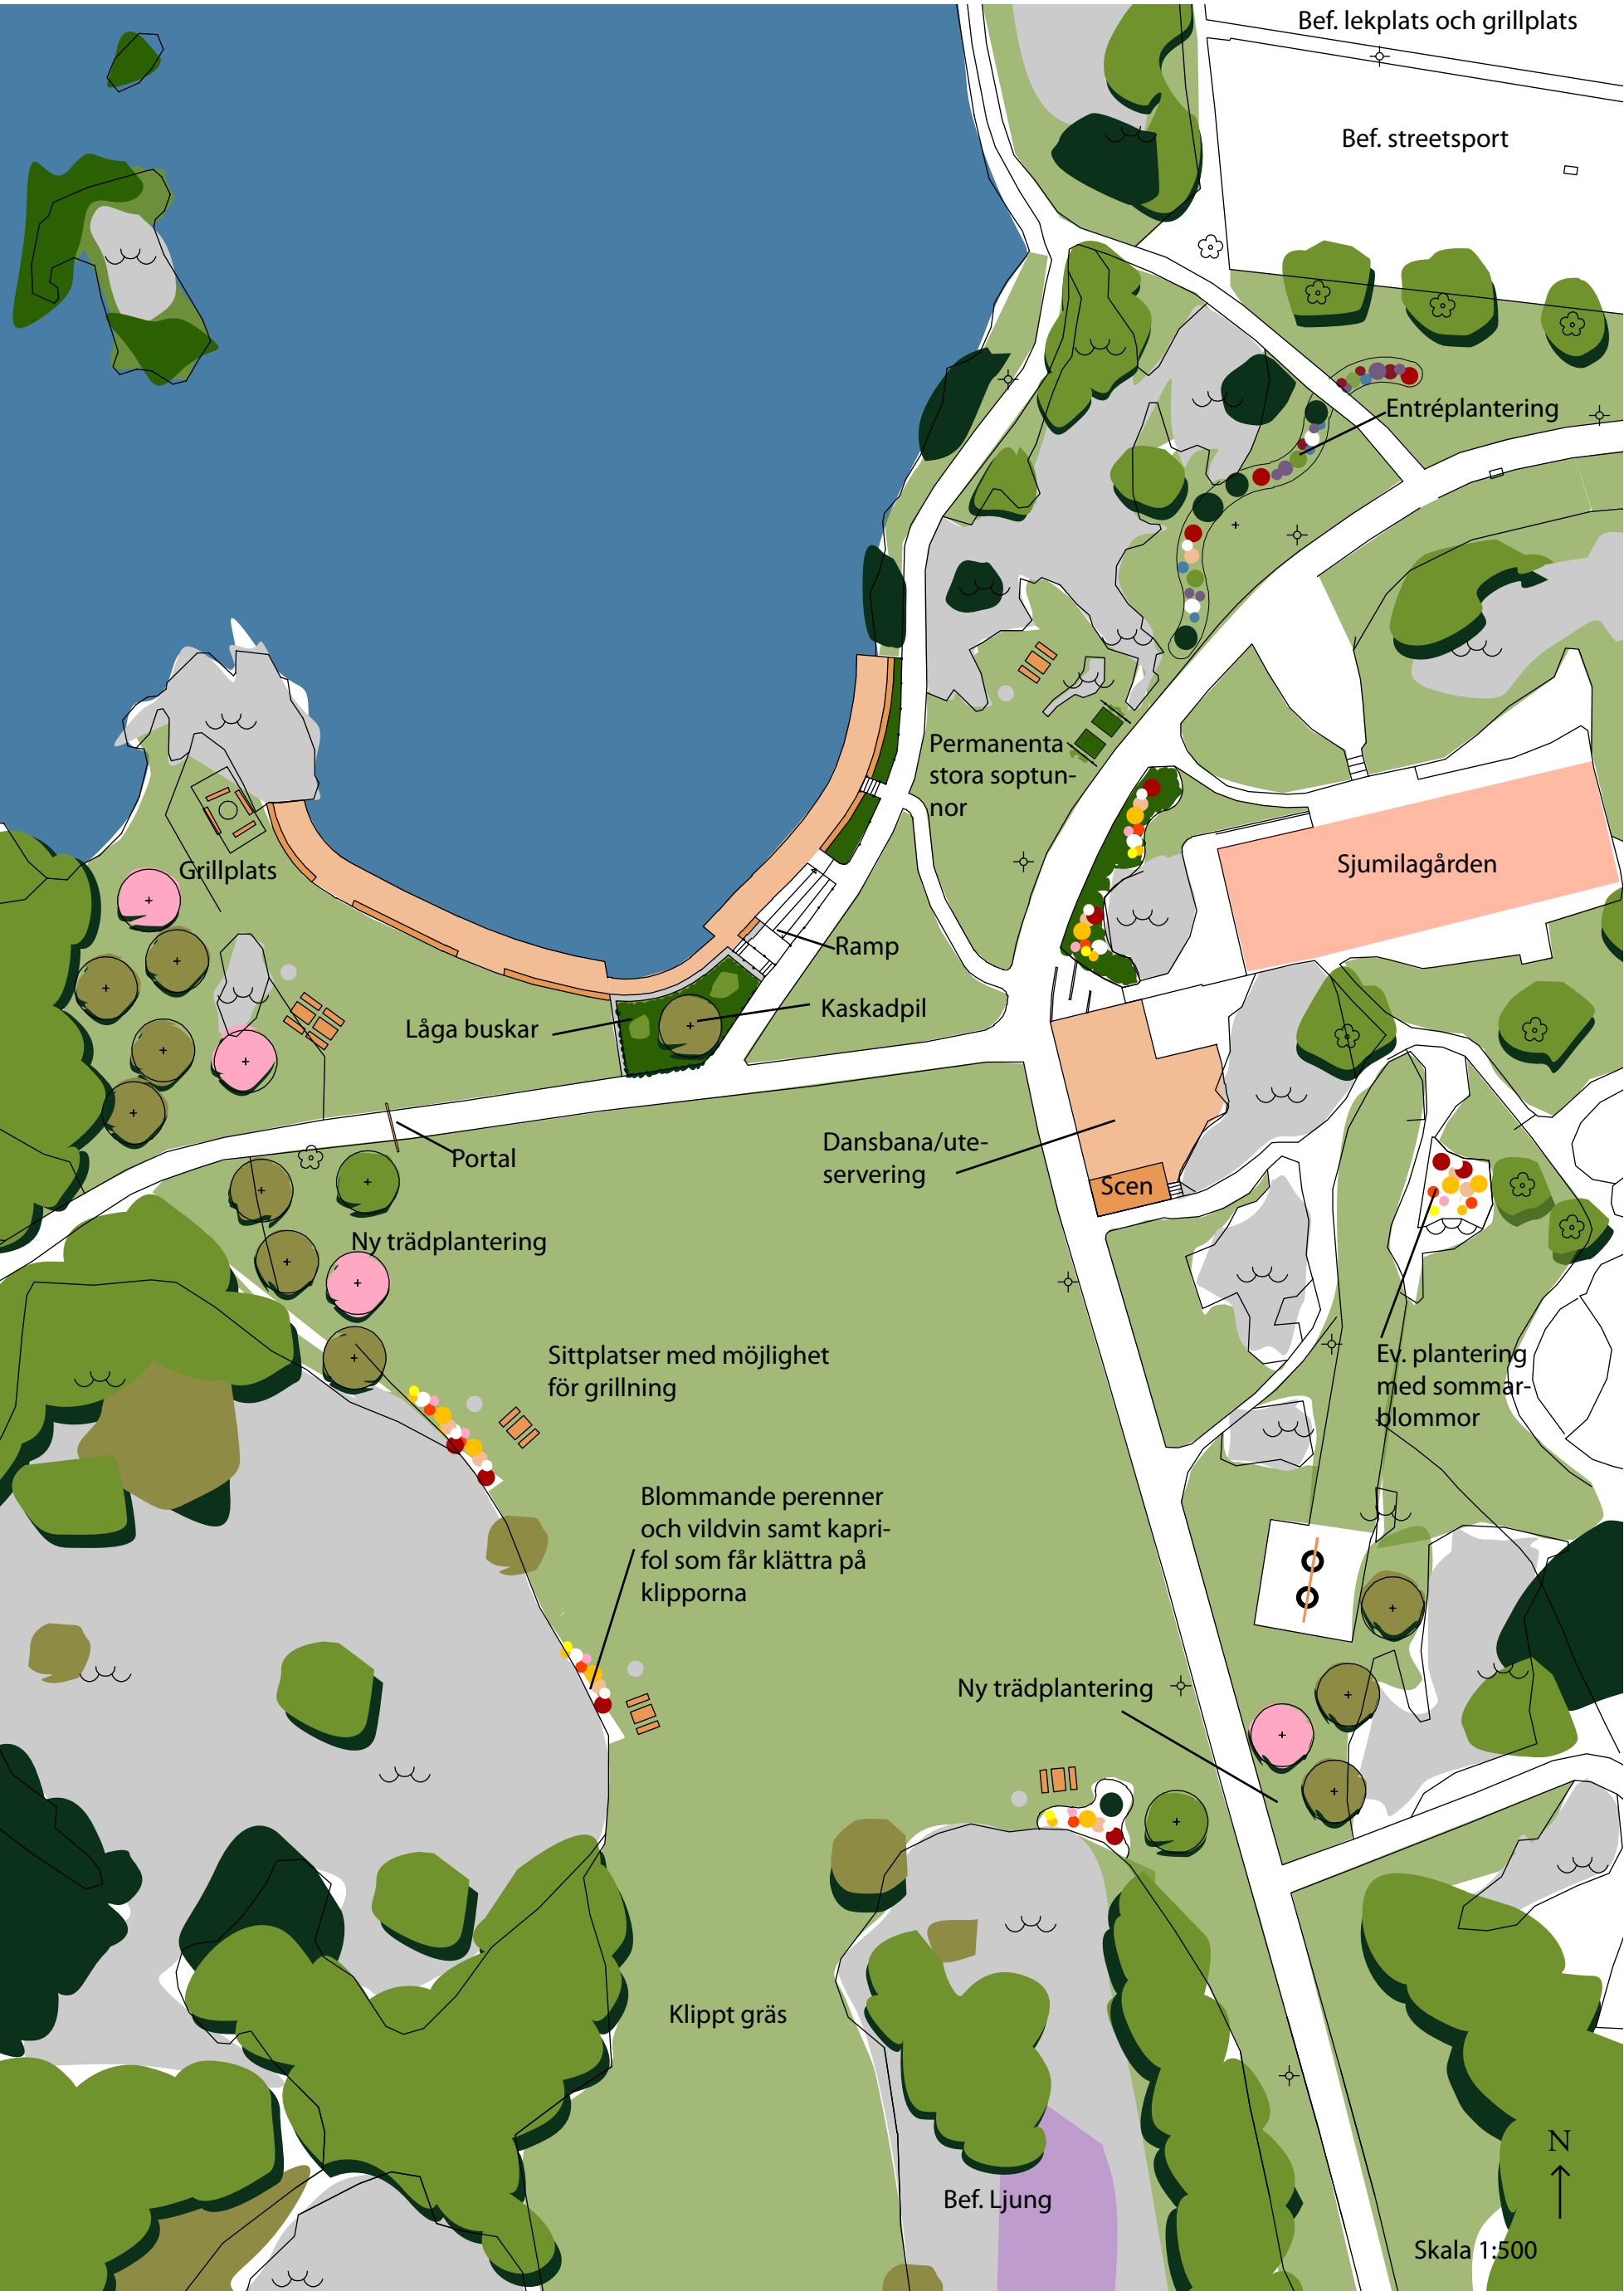 Bef. lekplats och grillplats
Bef. streetsport
Entréplantering
Permanenta
stora soptun-
nor
Sjumilagården
Grillplats
Ramp
Kaskadpil
Låga buskar
Portal
Dansbana/ute-
servering
Scen
Ny trädplantering
Sittplatser med möjlighet
för grillning
Ev. plantering
med sommar-
blommor
Blommande perenner
och vildvin samt kapri-
fol som får klättra på
klipporna
Ny trädplantering
Klippt gräs
Bef. Ljung
N
Skala 1:500